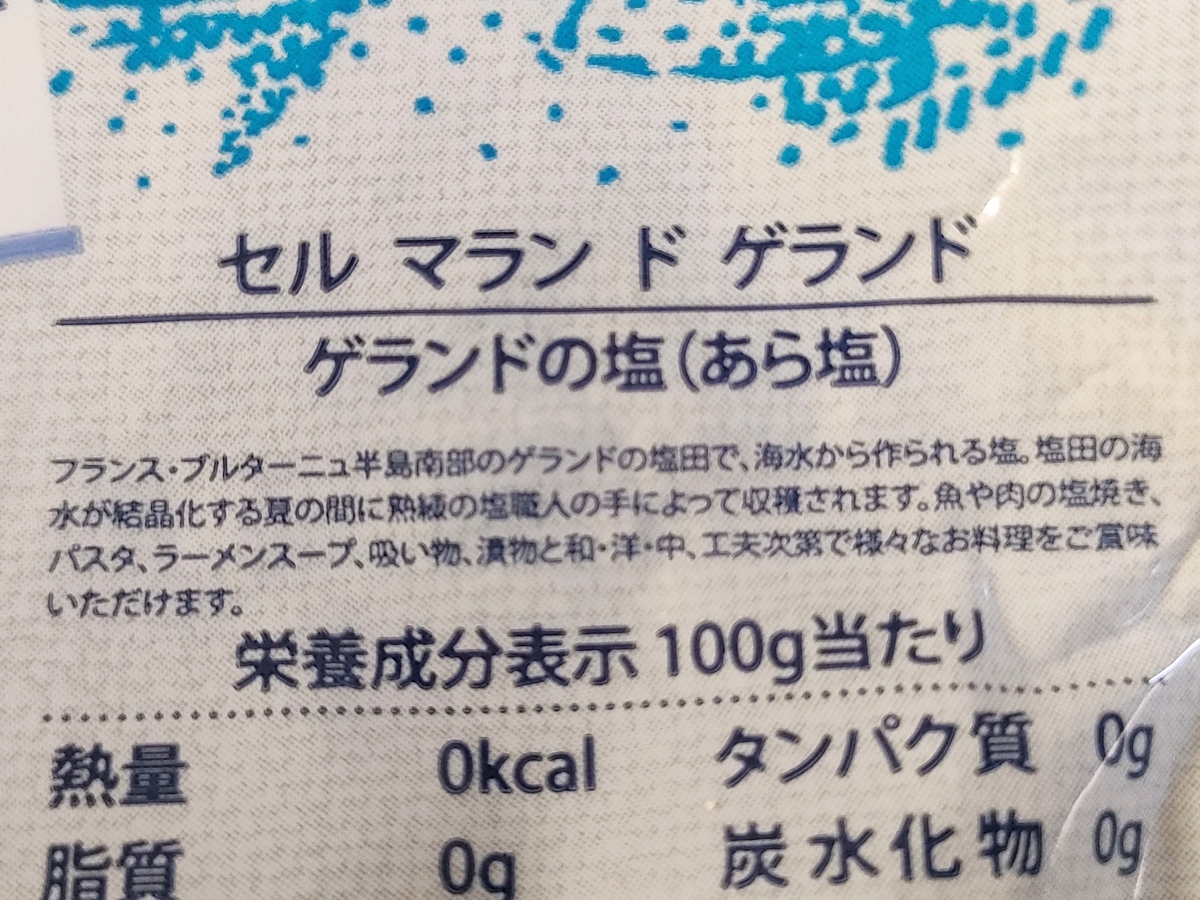 セル マラン ド ゲランド
ゲランドの塩(あら塩)
フランス・ブルターニュ半島南部のゲランドの塩田で、海水から作られる塩。塩田の海
水が結晶化する夏の間に熟練の塩職人の手によって収穫されます。魚や肉の塩焼き、
パスタ、ラーメンスープ、吸い物、漬物と和・洋・中、工夫次第で様々なお料理をご賞味
いただけます。
栄養成分表示 100g当たり
熱量 0kcal タンパク質 0g
脂質 0g 炭水化物 0g